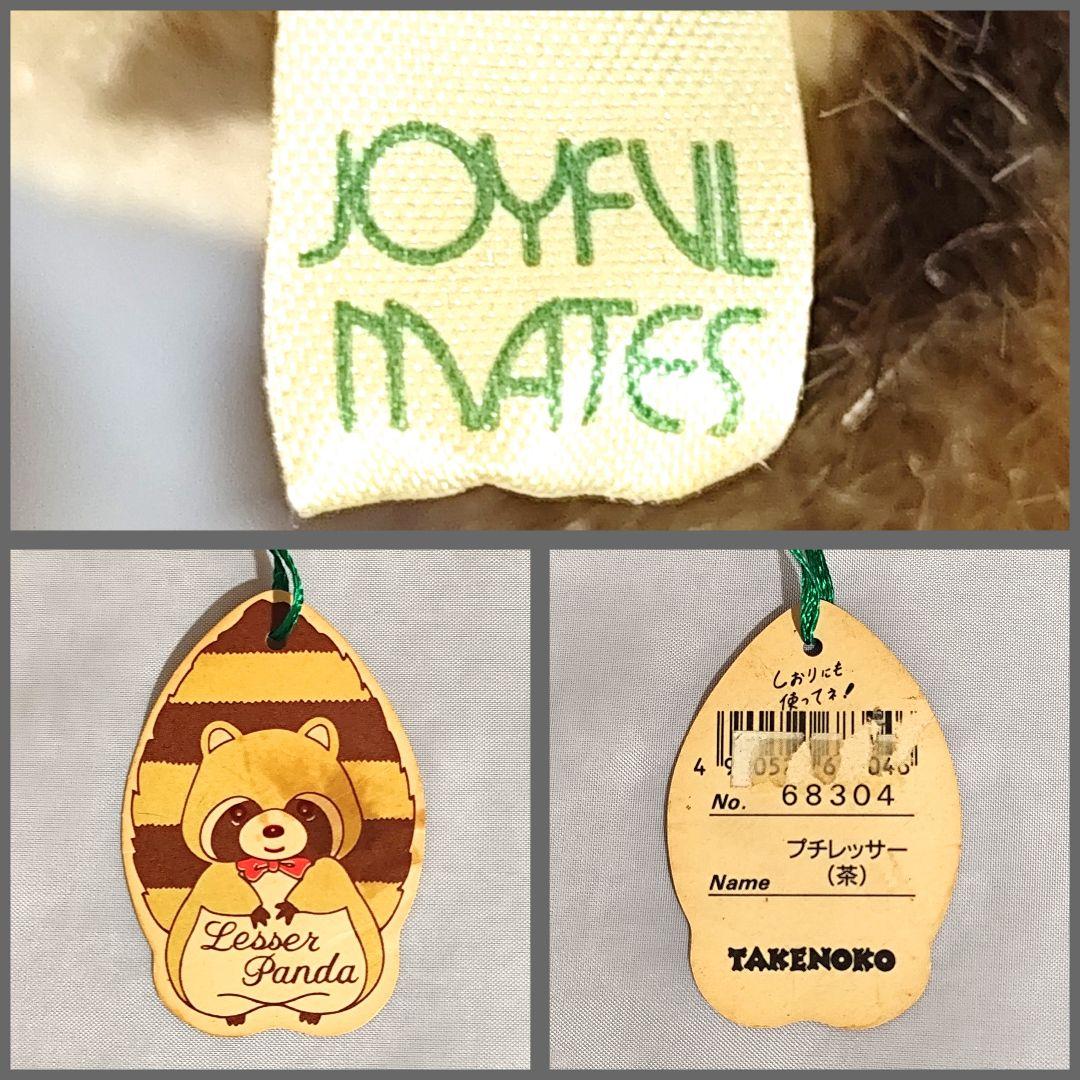 JOYFUL
MATES
Lesser
Panda
しおりにも
使ってネ!
No. 68304
プチレッサー
Name (茶)
TAKENOKO